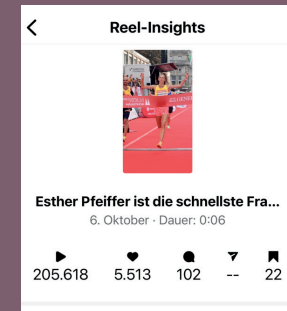 Reel-Insights
Esther Pfeiffer ist die schnellste Fra...
6. Oktober · Dauer: 0:06
205.618 5.513 102 -- 22